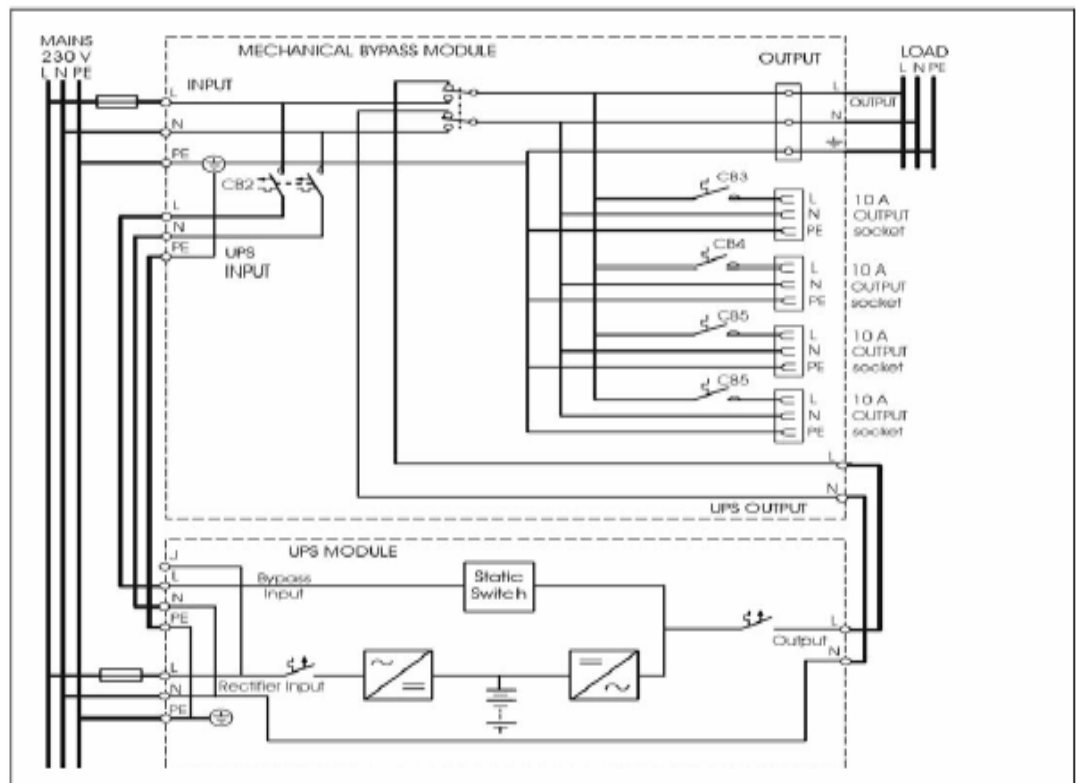 MAINS
230 V
L N PE
MECHANICAL BYPASS MODULE
OUTPUT
LOAD
L N PE
INPUT
L
L
OUTPUT
N
N
PE
CB2
CB3
L
10 A
N
OUTPUT
PE
socket
L
N
PE
UPS
INPUT
CB4
L
10 A
N
OUTPUT
PE
socket
CB5
L
10 A
N
OUTPUT
PE
socket
CB5
L
10 A
N
OUTPUT
PE
socket
L
N
UPS OUTPUT
UPS MODULE
J
L
Bypass
Input
Static
Switch
N
PE
L
Output
N
L
Rectifier Input
N
PE